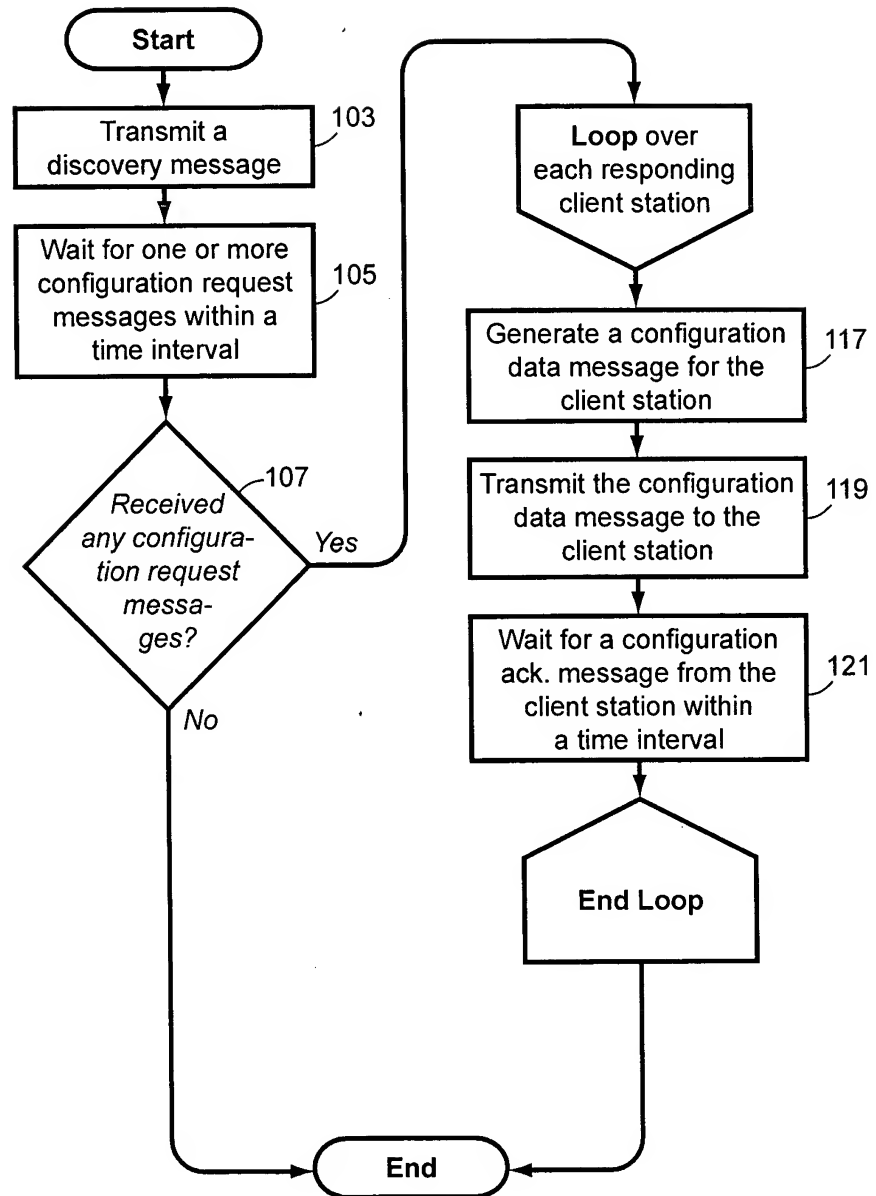 Start
Transmit a
discovery message
103
Wait for one or more
configuration request
messages within a
time interval
105
107
Received
any configura-
tion request
messa-
ges?
Yes
No
Loop over
each responding
client station
Generate a configuration
data message for the
client station
117
Transmit the configuration
data message to the
client station
119
Wait for a configuration
ack. message from the
client station within
a time interval
121
End Loop
End